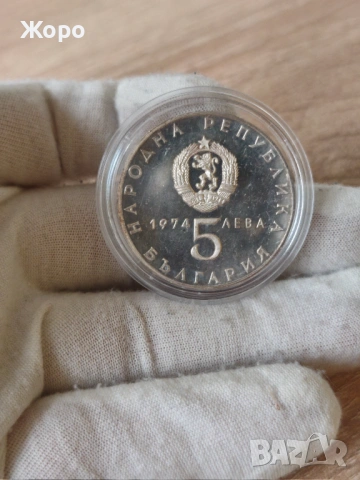 Жоро
НАРОДНА РЕПУБЛИКА
1974 ЛЕВА
5
БЪЛГАРИЯ
BAZAR